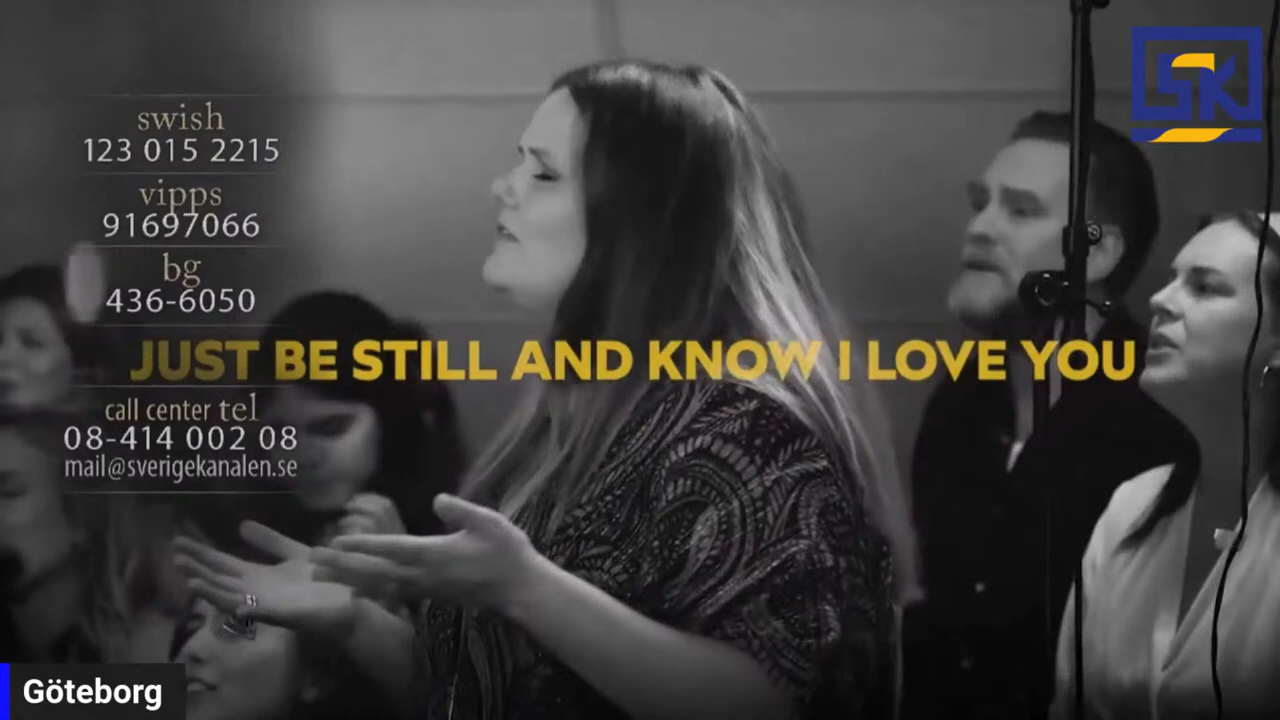 swish
123 015 2215
vipps
91697066
bg
436-6050
JUST BE STILL AND KNOW I LOVE YOU
call center tel
08-414 002 08
mail@sverigekanalen.se
SK
Göteborg